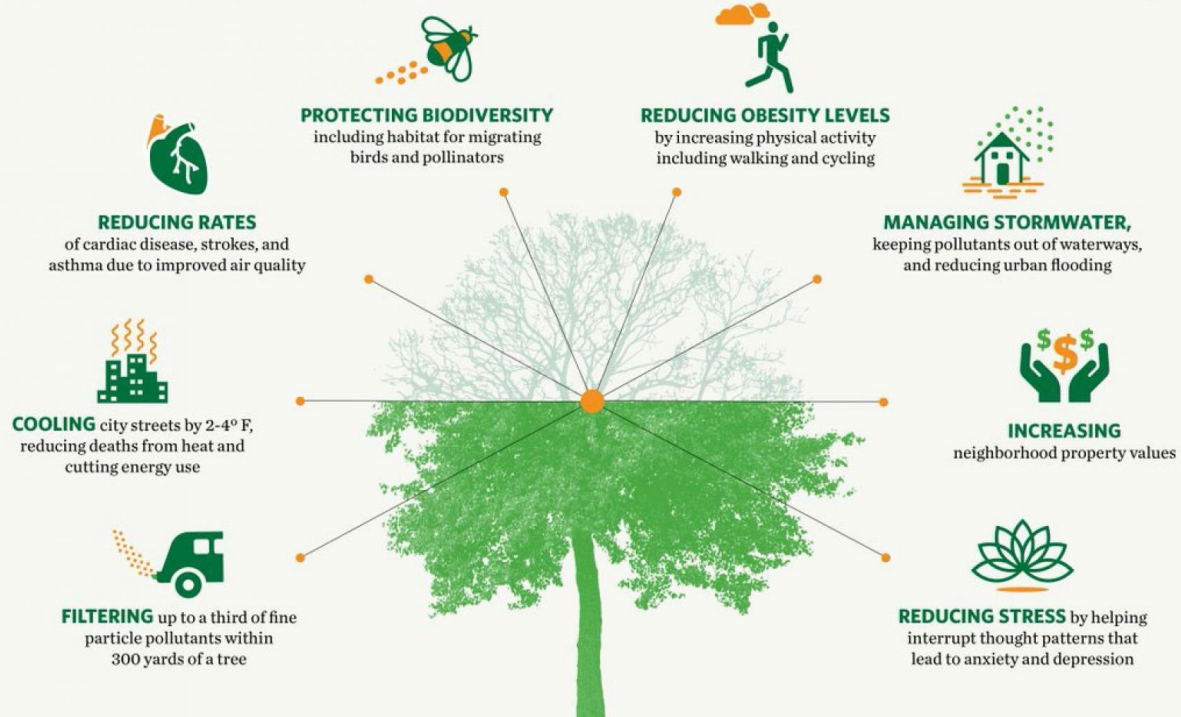 PROTECTING BIODIVERSITY
including habitat for migrating
birds and pollinators
REDUCING OBESITY LEVELS
by increasing physical activity
including walking and cycling
REDUCING RATES
of cardiac disease, strokes, and
asthma due to improved air quality
MANAGING STORMWATER,
keeping pollutants out of waterways,
and reducing urban flooding
COOLING city streets by 2-4º F,
reducing deaths from heat and
cutting energy use
$ $ $
INCREASING
neighborhood property values
FILTERING up to a third of fine
particle pollutants within
300 yards of a tree
REDUCING STRESS by helping
interrupt thought patterns that
lead to anxiety and depression